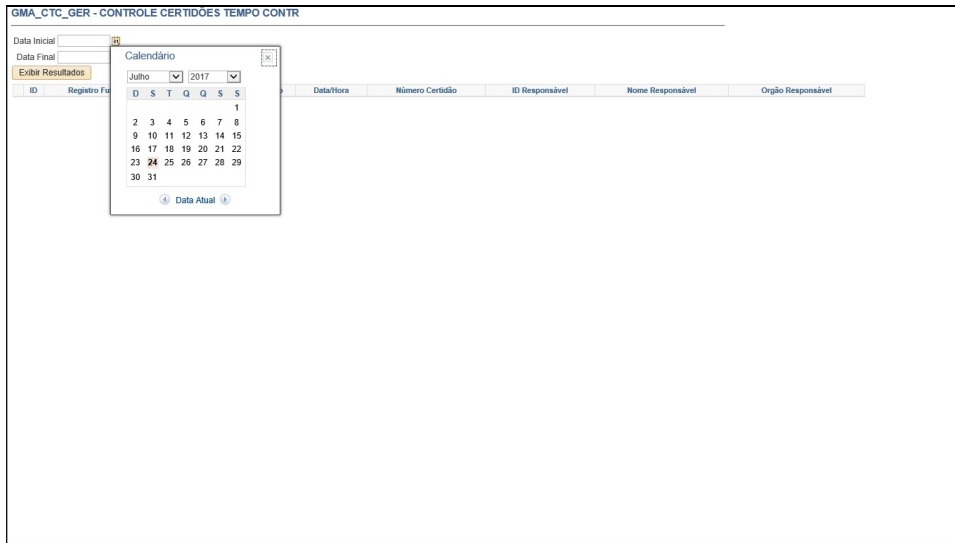 GMA_CTC_GER - CONTROLE CERTIDÕES TEMPO CONTR
Data Inicial
Data Final
Exibir Resultados
ID Registro Fu Data/Hora Número Certidão ID Responsável Nome Responsável Orgão Responsável
Calendário
Julho 2017
D S T Q Q S S
1
2 3 4 5 6 7 8
9 10 11 12 13 14 15
16 17 18 19 20 21 22
23 24 25 26 27 28 29
30 31
Data Atual